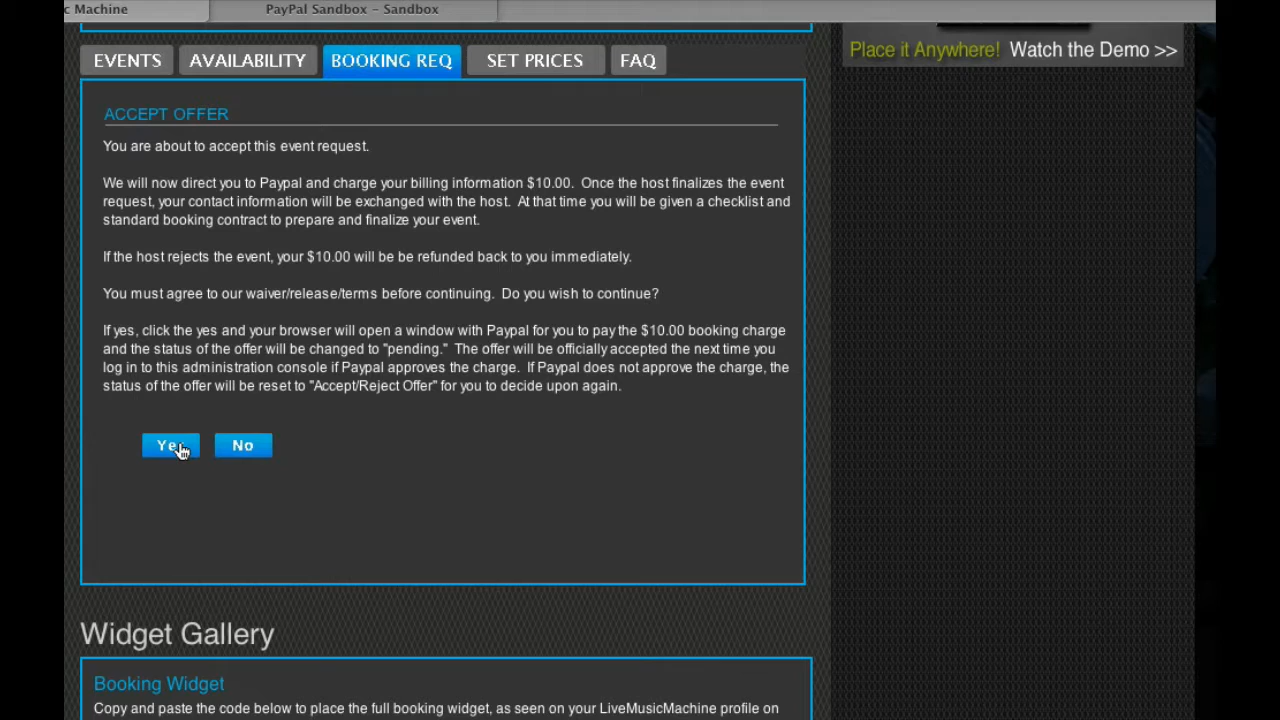 c Machine
PayPal Sandbox – Sandbox
Place it Anywhere! Watch the Demo >>
EVENTS
AVAILABILITY
BOOKING REQ
SET PRICES
FAQ
ACCEPT OFFER
You are about to accept this event request.
We will now direct you to Paypal and charge your billing information $10.00. Once the host finalizes the event
request, your contact information will be exchanged with the host. At that time you will be given a checklist and
standard booking contract to prepare and finalize your event.
If the host rejects the event, your $10.00 will be be refunded back to you immediately.
You must agree to our waiver/release/terms before continuing. Do you wish to continue?
If yes, click the yes and your browser will open a window with Paypal for you to pay the $10.00 booking charge
and the status of the offer will be changed to "pending." The offer will be officially accepted the next time you
log in to this administration console if Paypal approves the charge. If Paypal does not approve the charge, the
status of the offer will be reset to "Accept/Reject Offer" for you to decide upon again.
Yes
No
Widget Gallery
Booking Widget
Copy and paste the code below to place the full booking widget, as seen on your LiveMusicMachine profile on